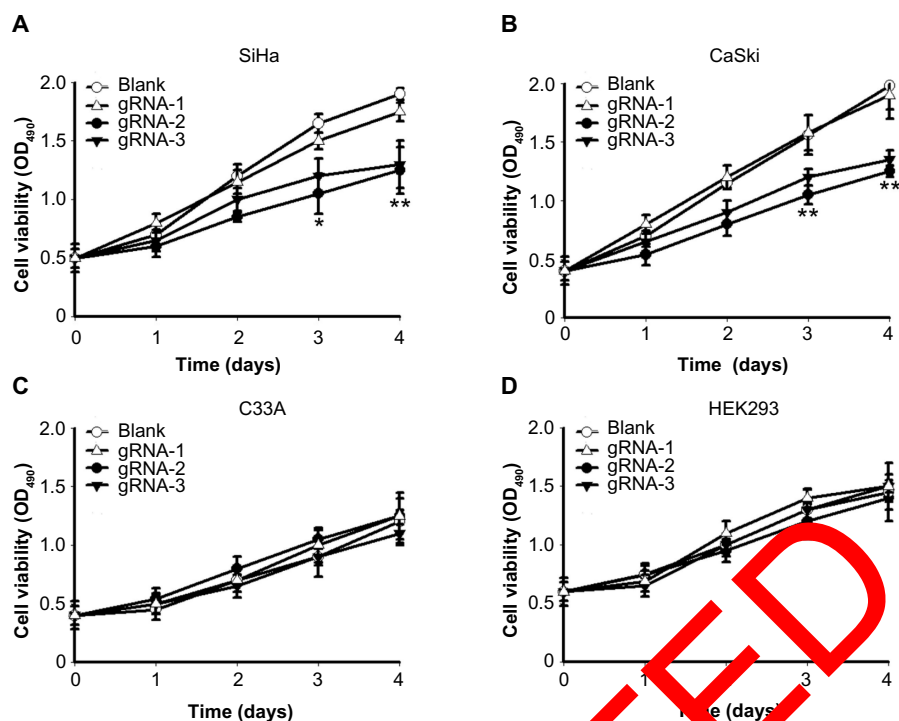 A
SiHa
Cell viability (OD490)
2.0
1.5
1.0
0.5
0
Blank
gRNA-1
gRNA-2
gRNA-3
*
**
0 1 2 3 4
Time (days)
B
CaSki
Cell viability (OD490)
2.0
1.5
1.0
0.5
0
Blank
gRNA-1
gRNA-2
gRNA-3
**
**
0 1 2 3 4
Time (days)
C
C33A
Cell viability (OD490)
2.0
1.5
1.0
0.5
0
Blank
gRNA-1
gRNA-2
gRNA-3
0 1 2 3 4
Time (days)
D
HEK293
Cell viability (OD490)
2.0
1.5
1.0
0.5
0
Blank
gRNA-1
gRNA-2
gRNA-3
0 1 2 3 4
Time (days)
ED